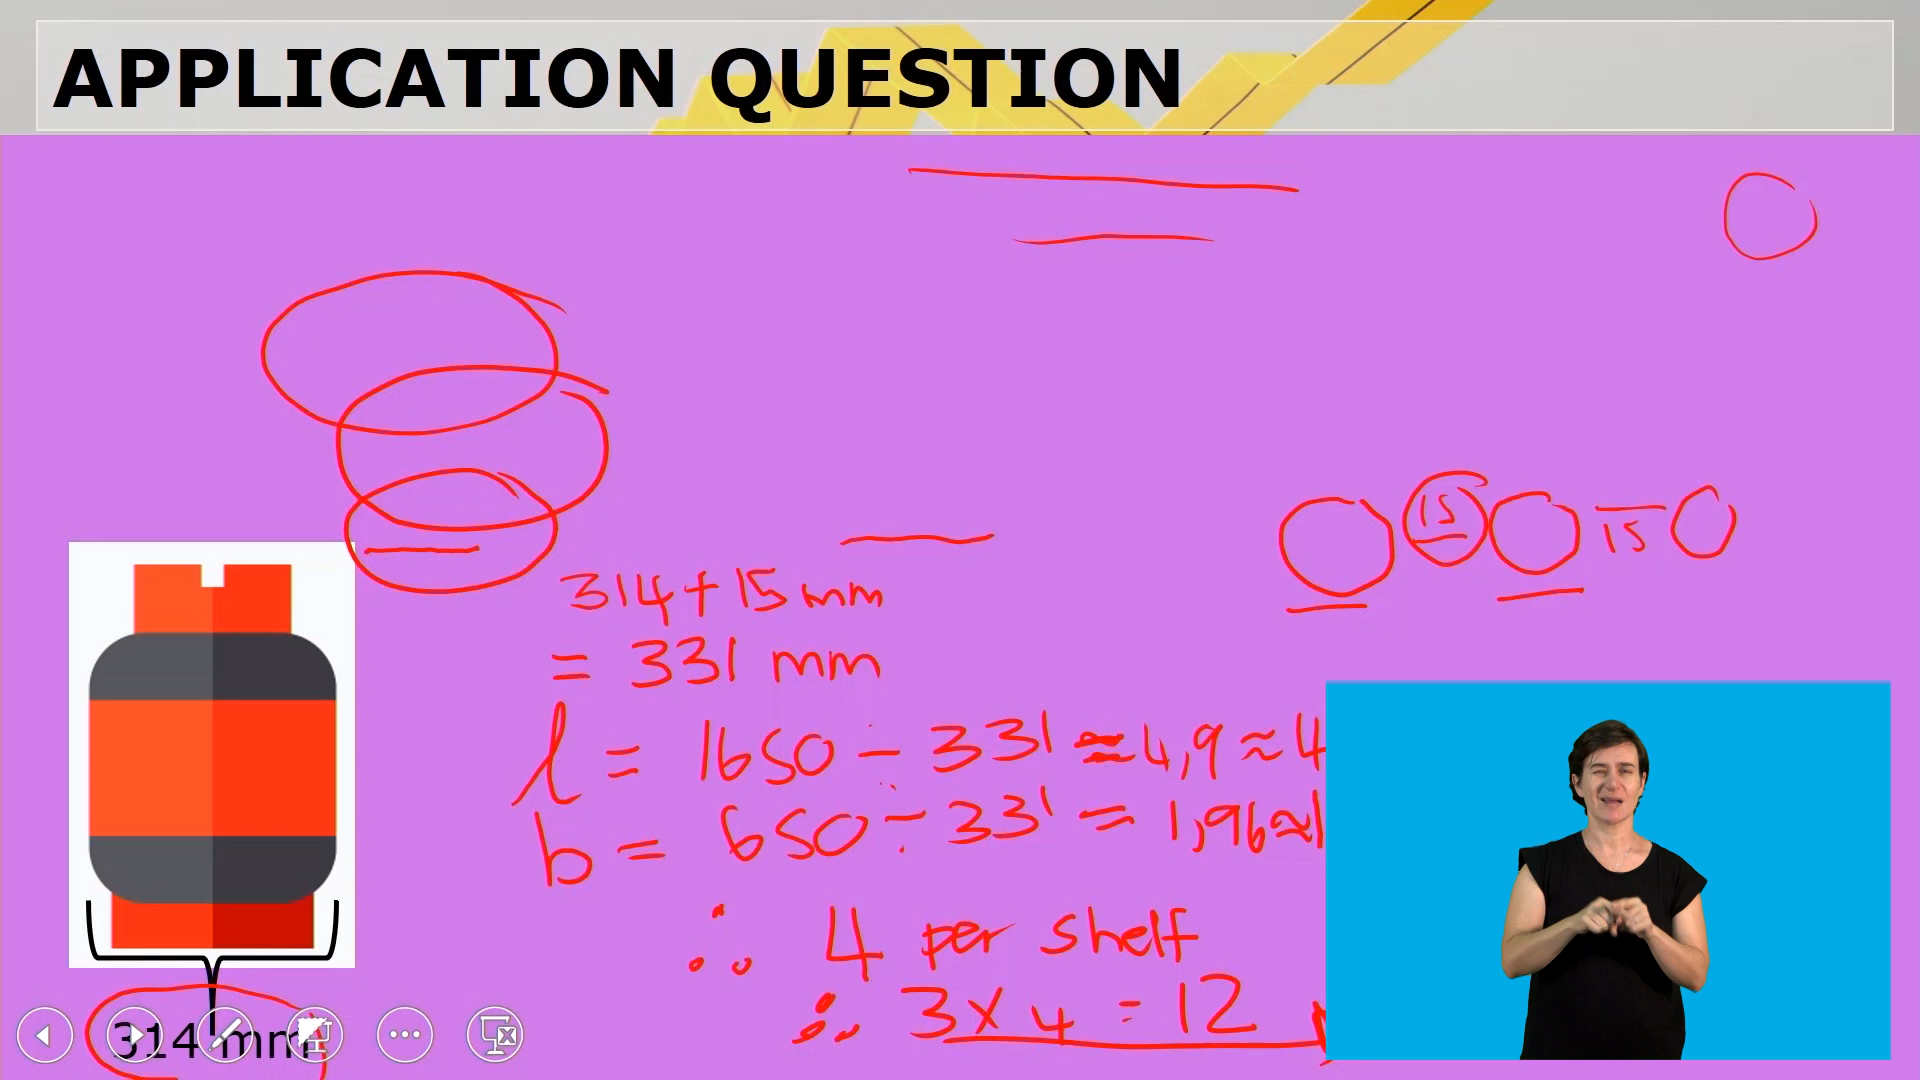 APPLICATION QUESTION
15
15
314 + 15 mm
= 331 mm
l = 1650 ÷ 331 ≈ 4,9 ≈ 4
b = 650 ÷ 331 = 1,96 ≈ 1
∴ 4 per shelf
∴ 3 x 4 = 12
314 mm